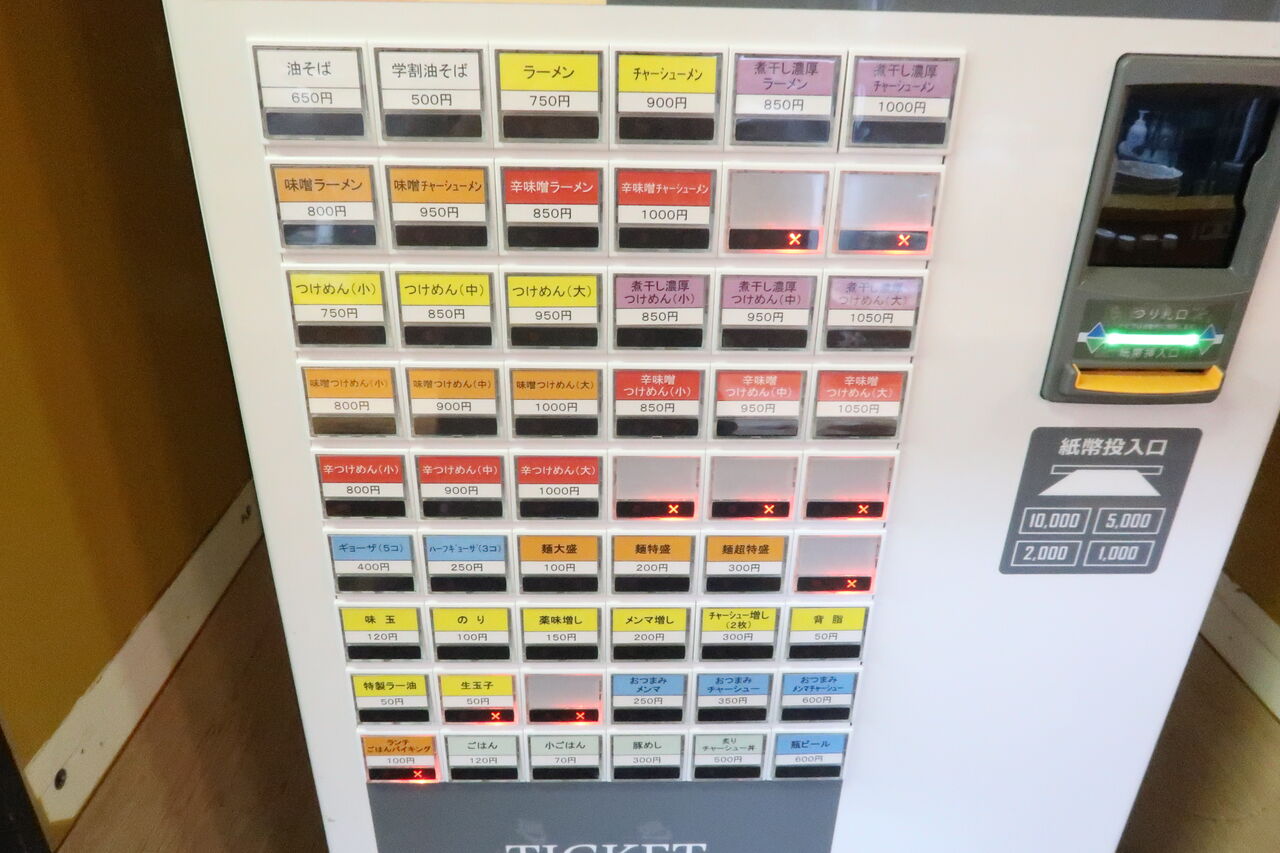 油そば
650円
学割油そば
500円
ラーメン
750円
チャーシューメン
900円
煮干し濃厚
ラーメン
850円
煮干し濃厚
チャーシューメン
1000円
味噌ラーメン
800円
味噌チャーシューメン
950円
辛味噌ラーメン
850円
辛味噌チャーシューメン
1000円
つけめん(小)
750円
つけめん(中)
850円
つけめん(大)
950円
煮干し濃厚
つけめん(小)
850円
煮干し濃厚
つけめん(中)
950円
煮干し濃厚
つけめん(大)
1050円
味噌つけめん(小)
800円
味噌つけめん(中)
900円
味噌つけめん(大)
1000円
辛味噌
つけめん(小)
850円
辛味噌
つけめん(中)
950円
辛味噌
つけめん(大)
1050円
辛つけめん(小)
800円
辛つけめん(中)
900円
辛つけめん(大)
1000円
ギョーザ(5コ)
400円
ハーフギョーザ(3コ)
250円
麺大盛
100円
麺特盛
200円
麺超特盛
300円
味玉
120円
のり
100円
薬味増し
150円
メンマ増し
200円
チャーシュー増し
(2枚)
300円
背脂
50円
特製ラー油
50円
生玉子
50円
おつまみ
メンマ
250円
おつまみ
チャーシュー
350円
おつまみ
メンマチャーシュー
600円
ランチ
ごはんバイキング
100円
ごはん
120円
小ごはん
70円
豚めし
300円
炙り
チャーシュー丼
500円
瓶ビール
600円
TICKET
つり札口
紙幣投入口
紙幣投入口
10,000
5,000
2,000
1,000